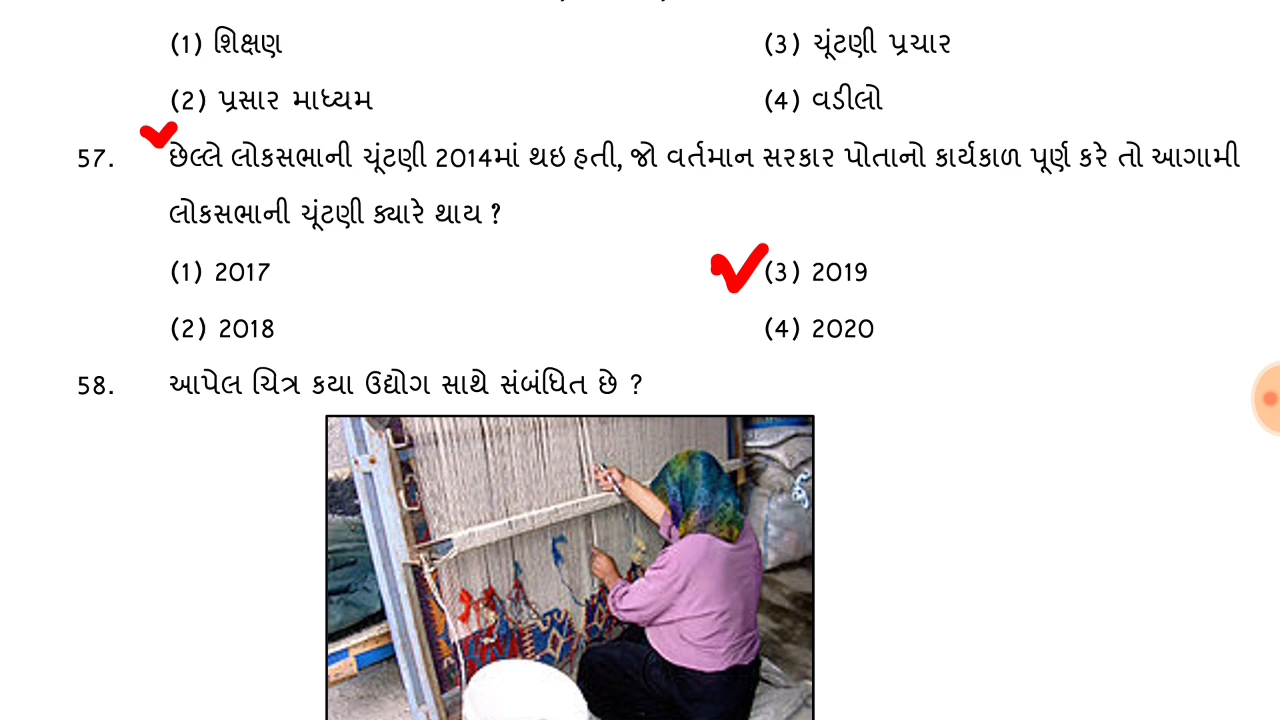 (1) શિક્ષણ (3) ચૂંટણી પ્રચાર
(2) પ્રસાર માધ્યમ (4) વડીલો
57. છેલ્લે લોકસભાની ચૂંટણી 2014માં થઇ હતી, જો વર્તમાન સરકાર પોતાનો કાર્યકાળ પૂર્ણ કરે તો આગામી
લોકસભાની ચૂંટણી ક્યારે થાય ?
(1) 2017 (3) 2019
(2) 2018 (4) 2020
58. આપેલ ચિત્ર કયા ઉદ્યોગ સાથે સંબંધિત છે ?